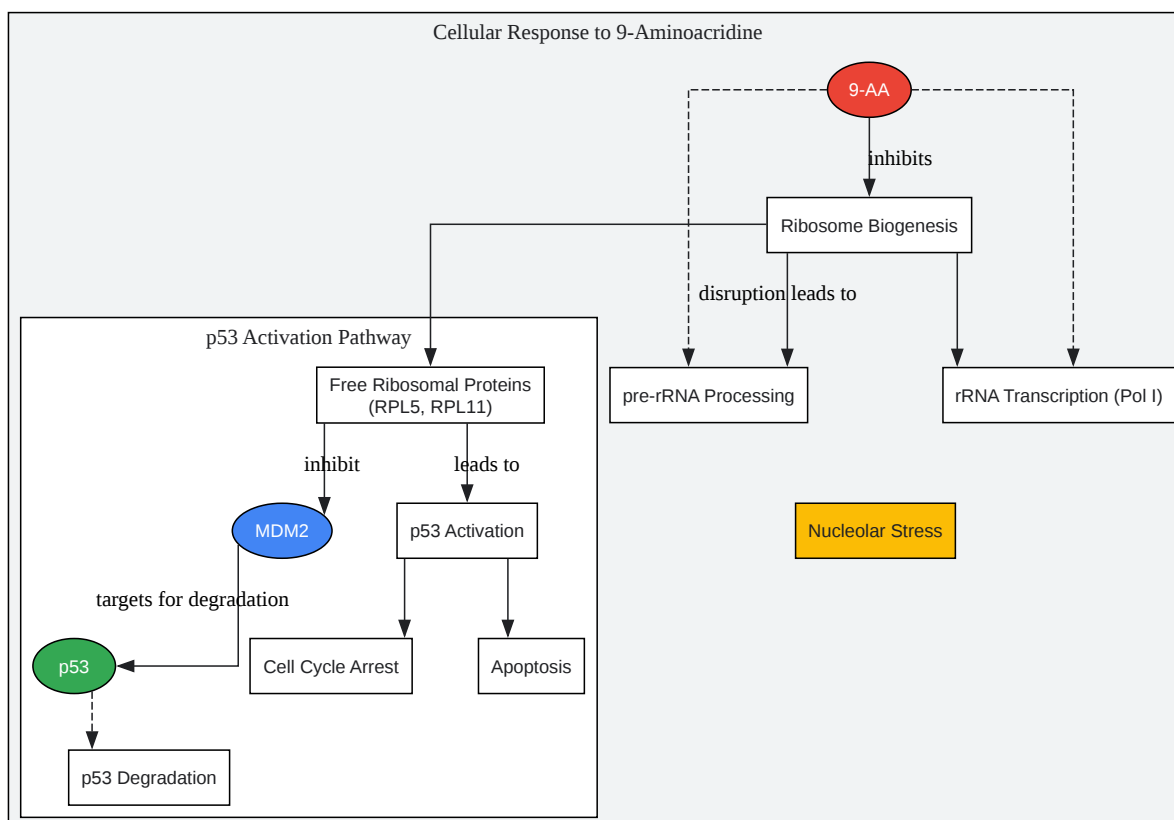 Cellular Response to 9-Aminoacridine
9-AA
inhibits
Ribosome Biogenesis
disruption leads to
p53 Activation Pathway
Free Ribosomal Proteins
(RPL5, RPL11)
pre-rRNA Processing
rRNA Transcription (Pol I)
inhibit
leads to
MDM2
p53 Activation
Nucleolar Stress
targets for degradation
p53
Cell Cycle Arrest
Apoptosis
p53 Degradation